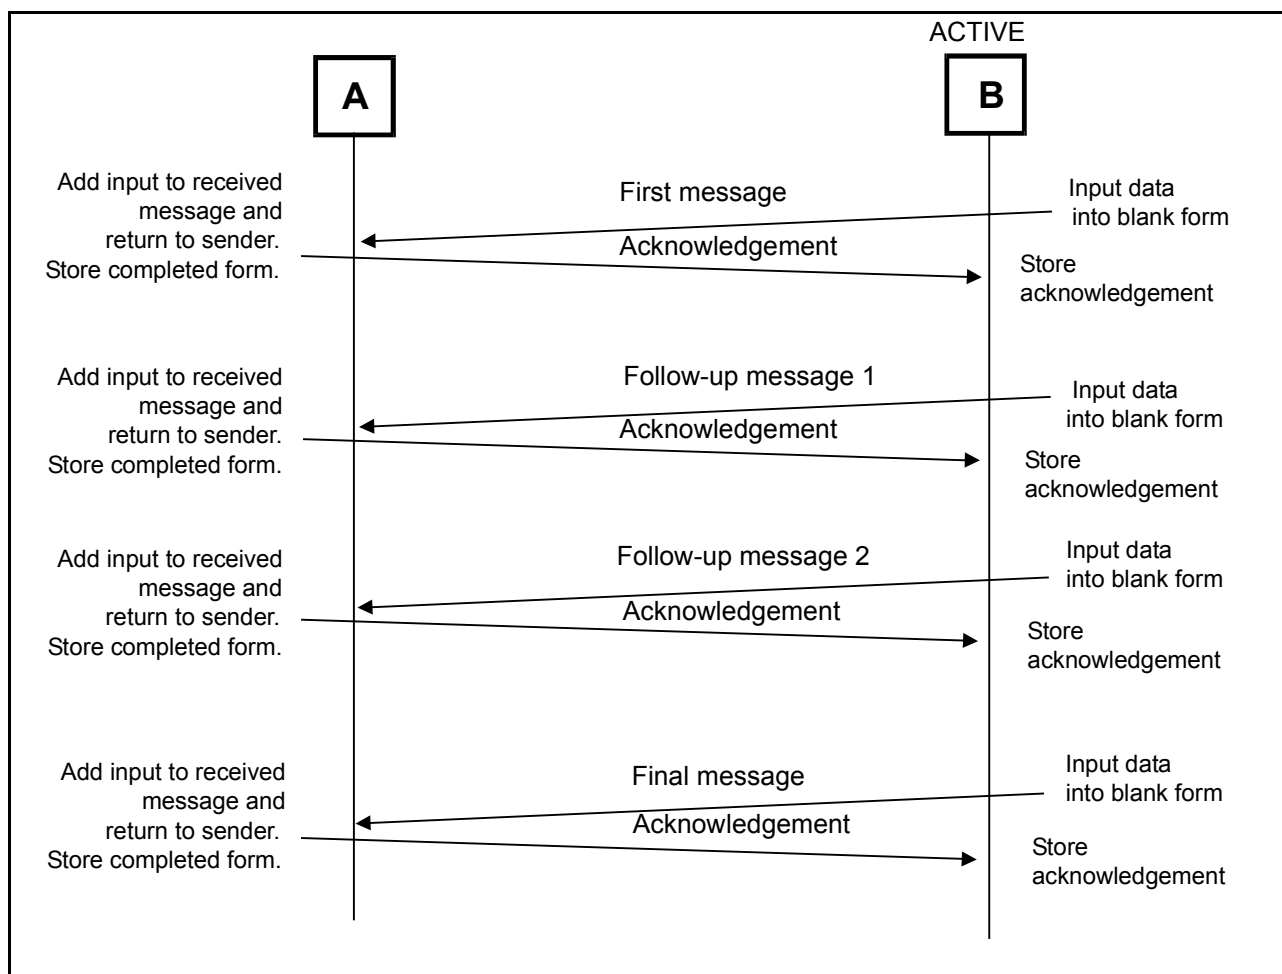 ACTIVE
A
B
Add input to received
message and
return to sender.
Store completed form.
First message
Acknowledgement
Input data
into blank form
Store
acknowledgement
Add input to received
message and
return to sender.
Store completed form.
Follow-up message 1
Acknowledgement
Input data
into blank form
Store
acknowledgement
Add input to received
message and
return to sender.
Store completed form.
Follow-up message 2
Acknowledgement
Input data
into blank form
Store
acknowledgement
Add input to received
message and
return to sender.
Store completed form.
Final message
Acknowledgement
Input data
into blank form
Store
acknowledgement